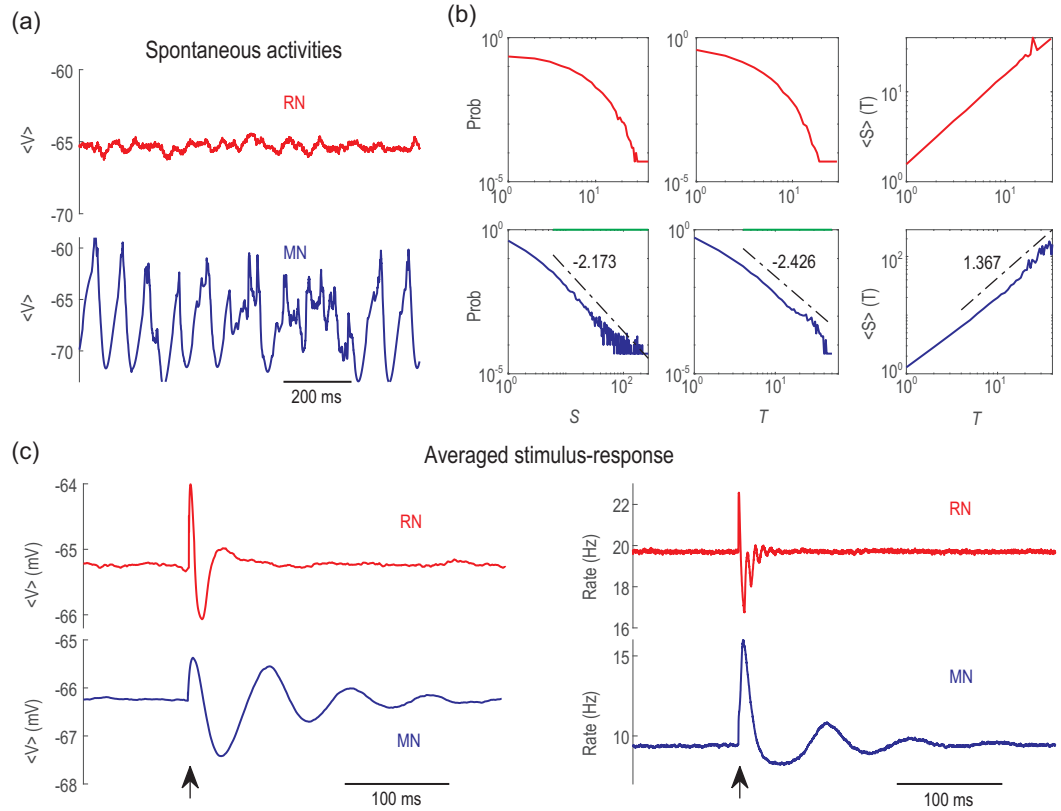 (a)
Spontaneous activities
<V>
-60
-65
-70
RN
<V>
-60
-65
-70
MN
200 ms
(b)
Prob
10^0
10^-5
10^0
10^1
10^0
10^-5
10^0
10^1
<S> (T)
10^1
10^0
10^0
10^1
Prob
10^0
10^-5
-2.173
10^0
10^2
S
10^0
10^-5
-2.426
10^0
10^1
T
<S> (T)
10^2
10^0
1.367
10^0
10^1
T
(c)
Averaged stimulus-response
<V> (mV)
-64
-65
-66
RN
<V> (mV)
-65
-66
-67
-68
MN
100 ms
Rate (Hz)
22
20
18
16
RN
Rate (Hz)
15
10
MN
100 ms